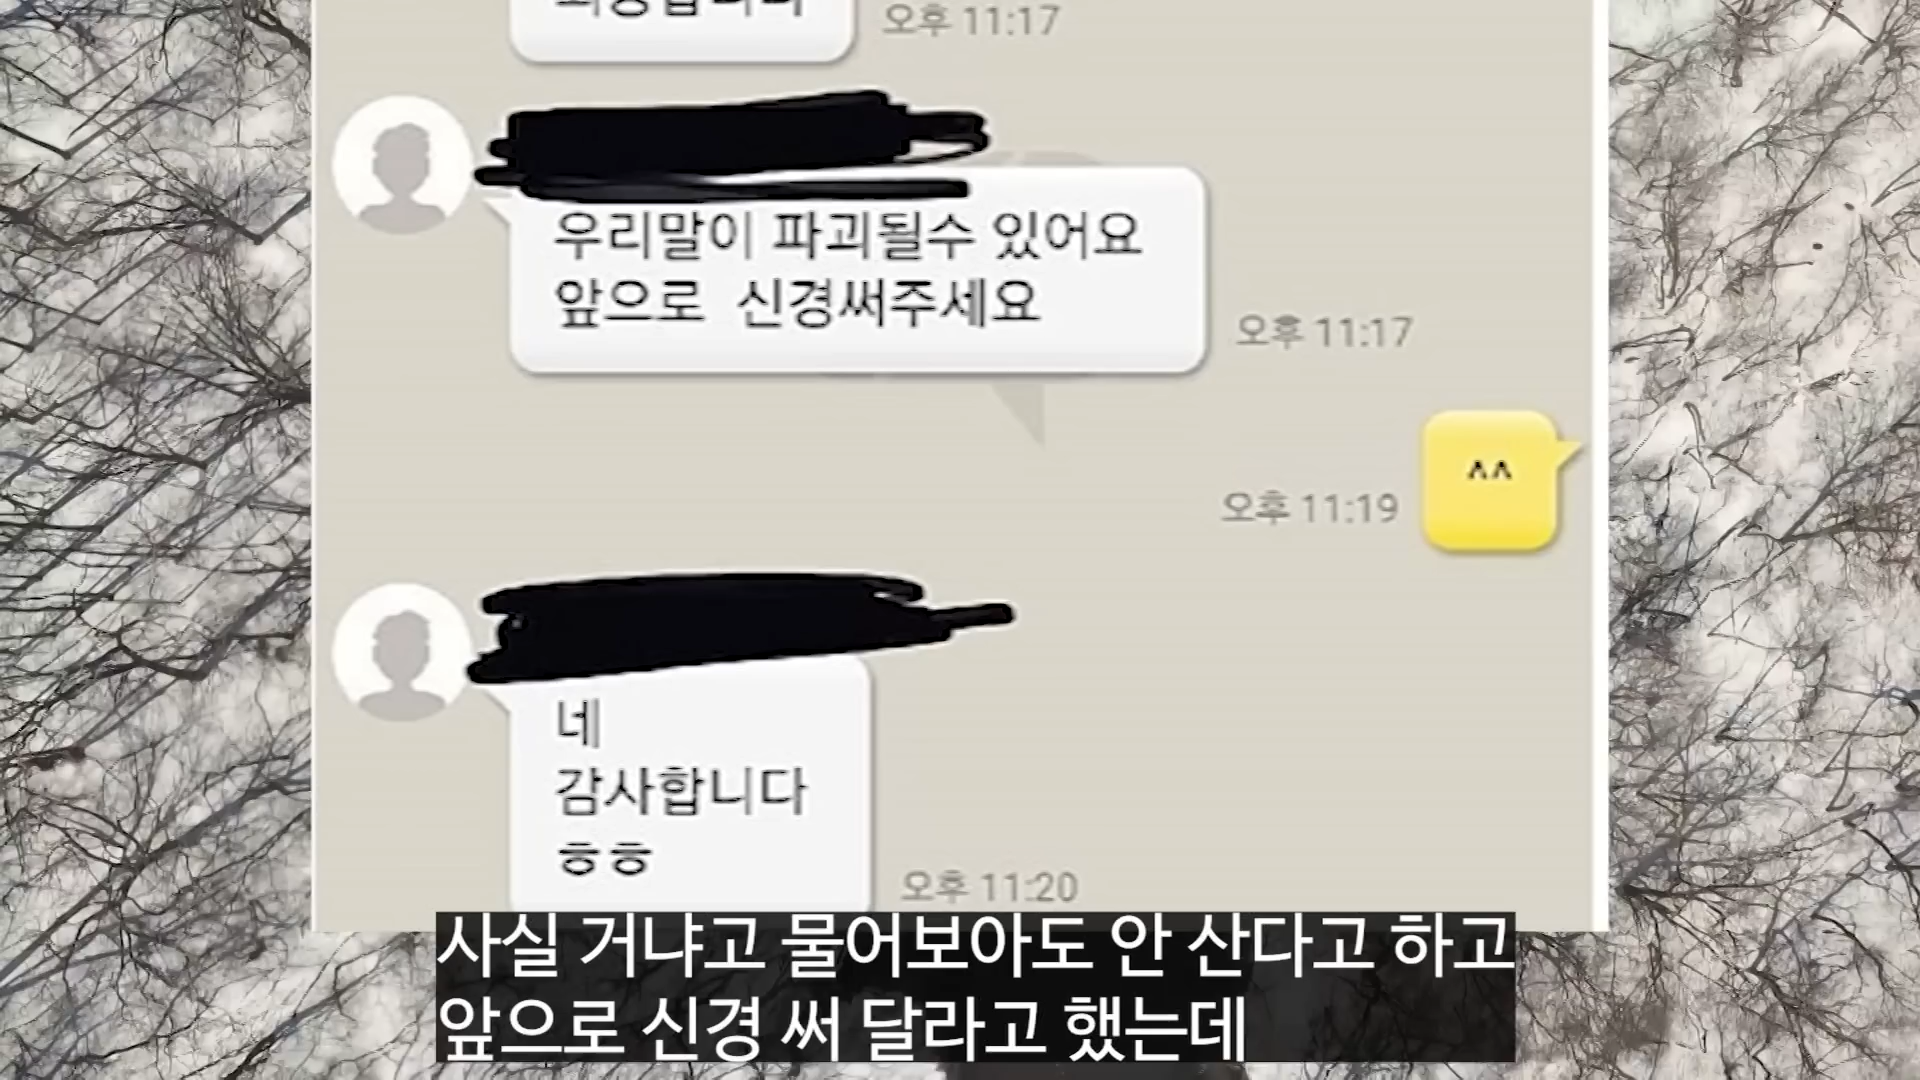 오후 11:17
우리말이 파괴될수 있어요
앞으로 신경써주세요
오후 11:17
^^
오후 11:19
네
감사합니다
ㅎㅎ
오후 11:20
사실 거냐고 물어보아도 안 산다고 하고
앞으로 신경 써 달라고 했는데